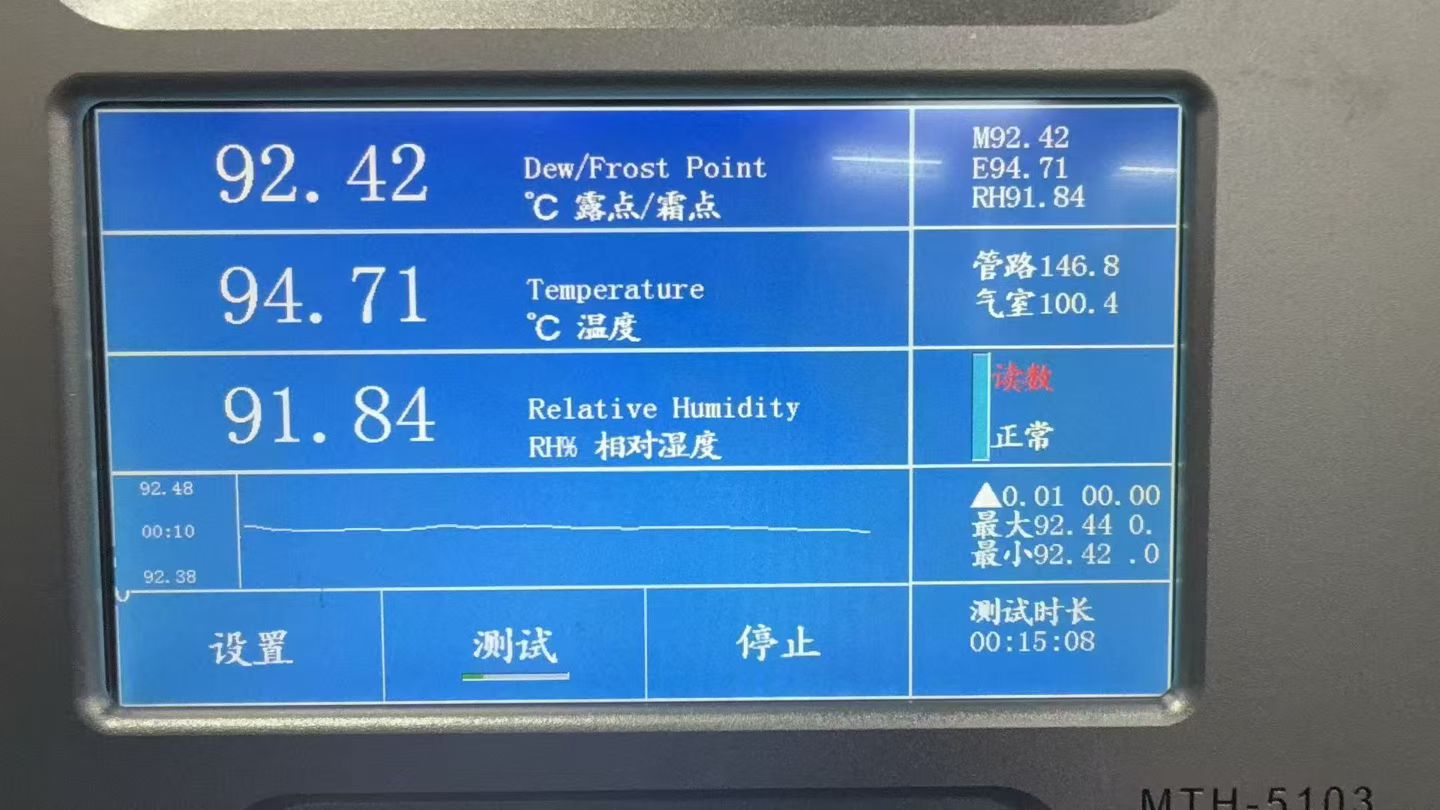 92.42
Dew/Frost Point
℃ 露点/霜点
M92.42
E94.71
RH91.84
94.71
Temperature
℃ 温度
管路146.8
气室100.4
91.84
Relative Humidity
RH% 相对湿度
读数
正常
92.48
00:10
92.38
▲0.01 00.00
最大92.44 0.
最小92.42 .0
设置
测试
停止
测试时长
00:15:08
MTH-5103